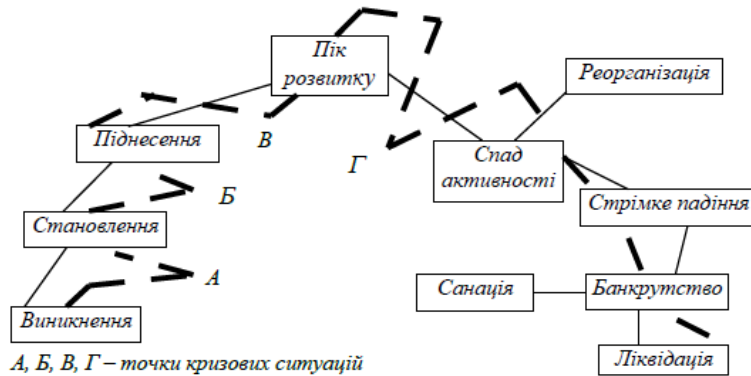 Пік
розвитку
Реорганізація
Піднесення
В
Г
Спад
активності
Б
Стрімке падіння
Становлення
А
Санація
Банкрутство
Виникнення
Ліквідація
А, Б, В, Г – точки кризових ситуацій